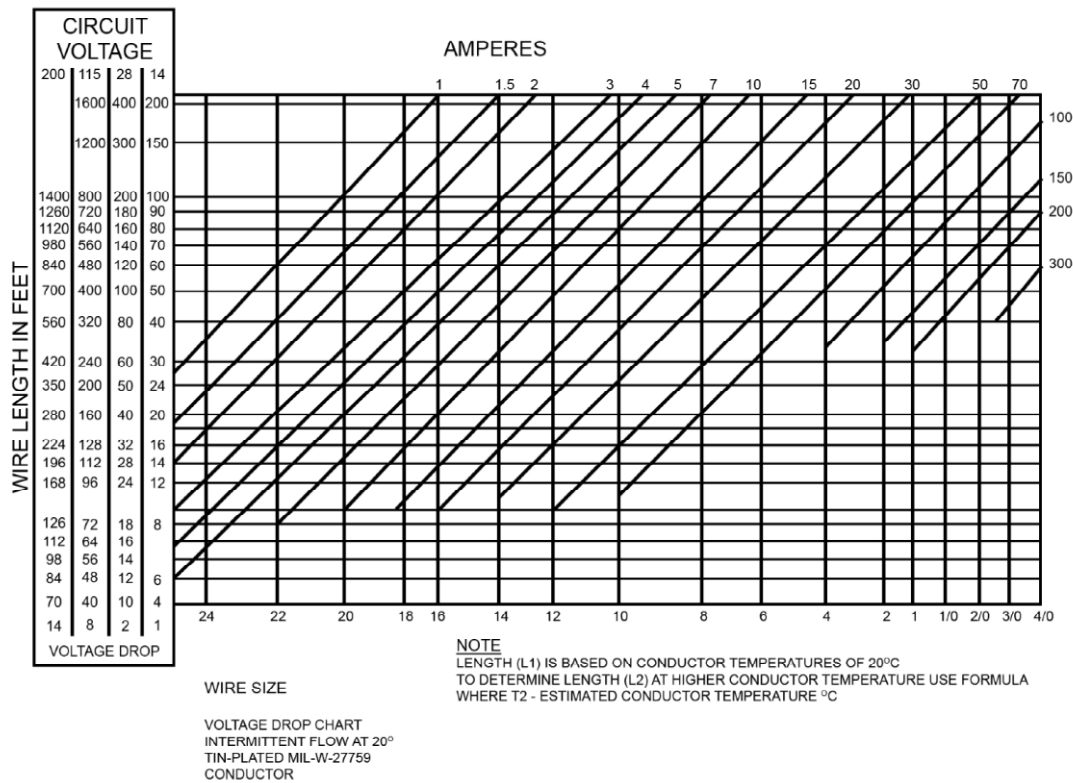 CIRCUIT
VOLTAGE
AMPERES
200 115 28 14
1 1.5 2 3 4 5 7 10 15 20 30 50 70
1600 400 200
100
1200 300 150
150
1400 800 200 100
1260 720 180 90
200
1120 640 160 80
980 560 140 70
840 480 120 60
300
700 400 100 50
560 320 80 40
420 240 60 30
350 200 50 24
280 160 40 20
224 128 32 16
196 112 28 14
168 96 24 12
126 72 18 8
112 64 16
98 56 14
84 48 12 6
70 40 10 4
14 8 2 1
WIRE LENGTH IN FEET
24 22 20 18 16 14 12 10 8 6 4 2 1 1/0 2/0 3/0 4/0
VOLTAGE DROP
WIRE SIZE
NOTE
LENGTH (L1) IS BASED ON CONDUCTOR TEMPERATURES OF 20°C
TO DETERMINE LENGTH (L2) AT HIGHER CONDUCTOR TEMPERATURE USE FORMULA
WHERE T2 - ESTIMATED CONDUCTOR TEMPERATURE °C
VOLTAGE DROP CHART
INTERMITTENT FLOW AT 20°
TIN-PLATED MIL-W-27759
CONDUCTOR